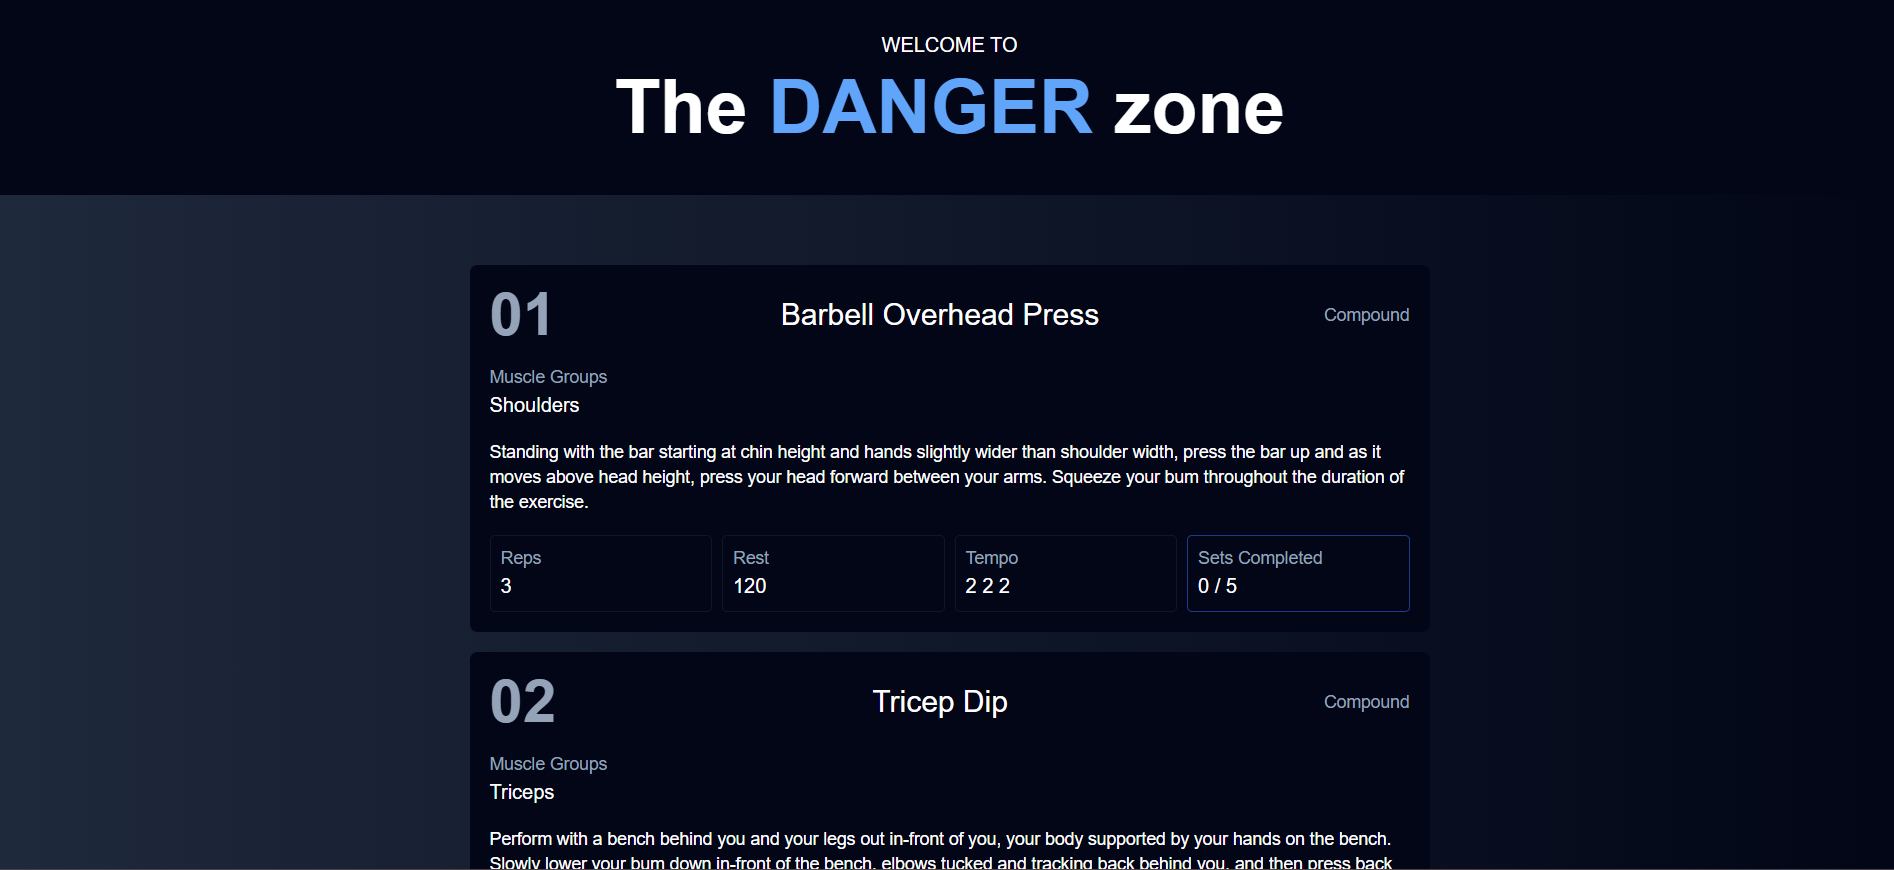 WELCOME TO
The DANGER zone
01
Barbell Overhead Press
Compound
Muscle Groups
Shoulders
Standing with the bar starting at chin height and hands slightly wider than shoulder width, press the bar up and as it
moves above head height, press your head forward between your arms. Squeeze your bum throughout the duration of
the exercise.
Reps
3
Rest
120
Tempo
2 2 2
Sets Completed
0 / 5
02
Tricep Dip
Compound
Muscle Groups
Triceps
Perform with a bench behind you and your legs out in-front of you, your body supported by your hands on the bench.
Slowly lower your bum down in-front of the bench, elbows tucked and tracking back behind you, and then press back